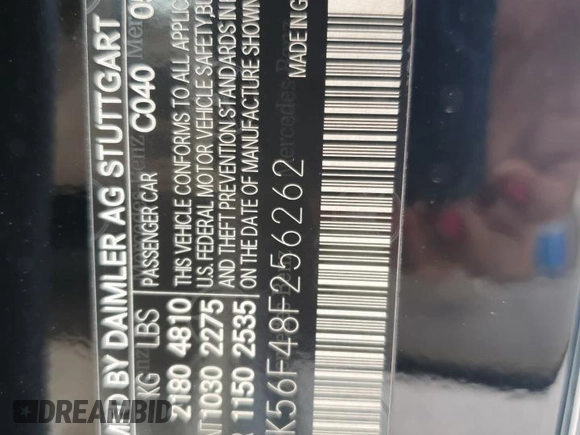 BY DAIMLER AG STUTTGART
KG LBS PASSENGER CAR C040
2180 4810 THIS VEHICLE CONFORMS TO ALL
1030 2275 U.S. FEDERAL MOTOR VEHICLE SAFETY,
1150 2535 AND THEFT PREVENTION STANDARDS IN
ON THE DATE OF MANUFACTURE SHOWN
K56F48F256262 MADE IN
DREAMBID